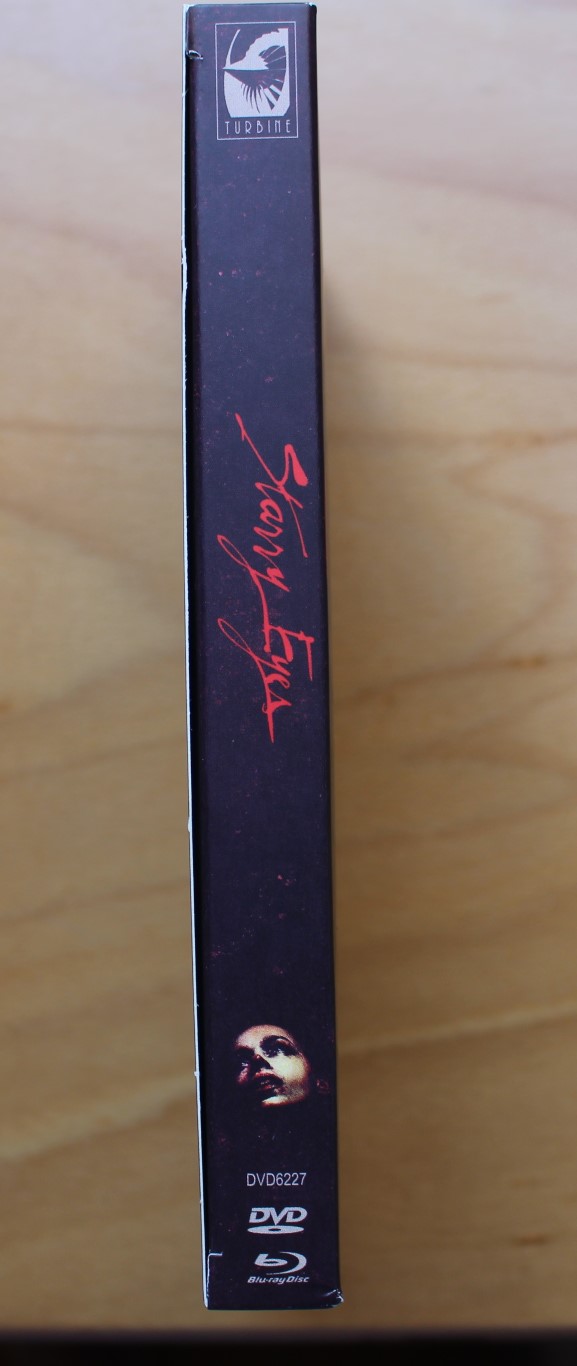 TURBINE
Starry Eyes
DVD6227
DVD
Blu-ray Disc